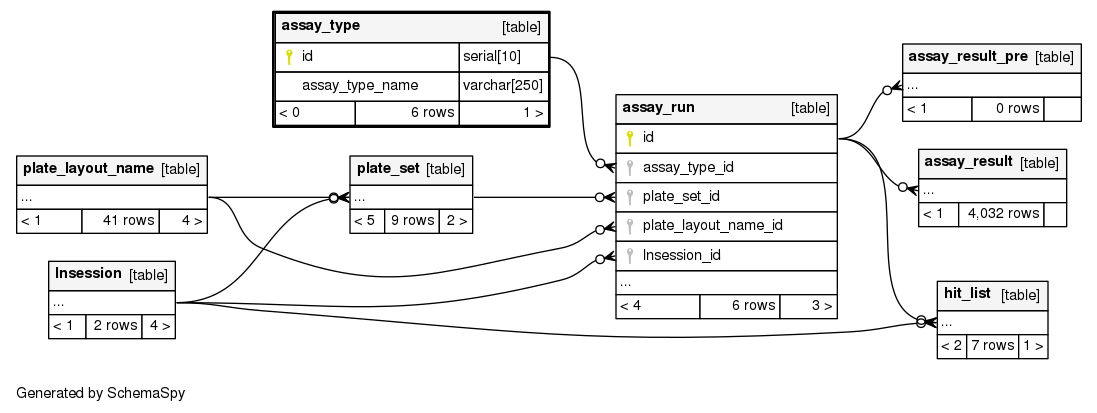 assay_type [table]
id serial[10]
assay_type_name varchar[250]
< 0 6 rows 1 >
assay_result_pre [table]
...
< 1 0 rows
assay_run [table]
id
assay_type_id
plate_set_id
plate_layout_name_id
lnsession_id
...
< 4 6 rows 3 >
plate_layout_name [table]
...
< 1 41 rows 4 >
plate_set [table]
...
< 5 9 rows 2 >
assay_result [table]
...
< 1 4,032 rows
lnsession [table]
...
< 1 2 rows 4 >
hit_list [table]
...
< 2 7 rows 1 >
Generated by SchemaSpy